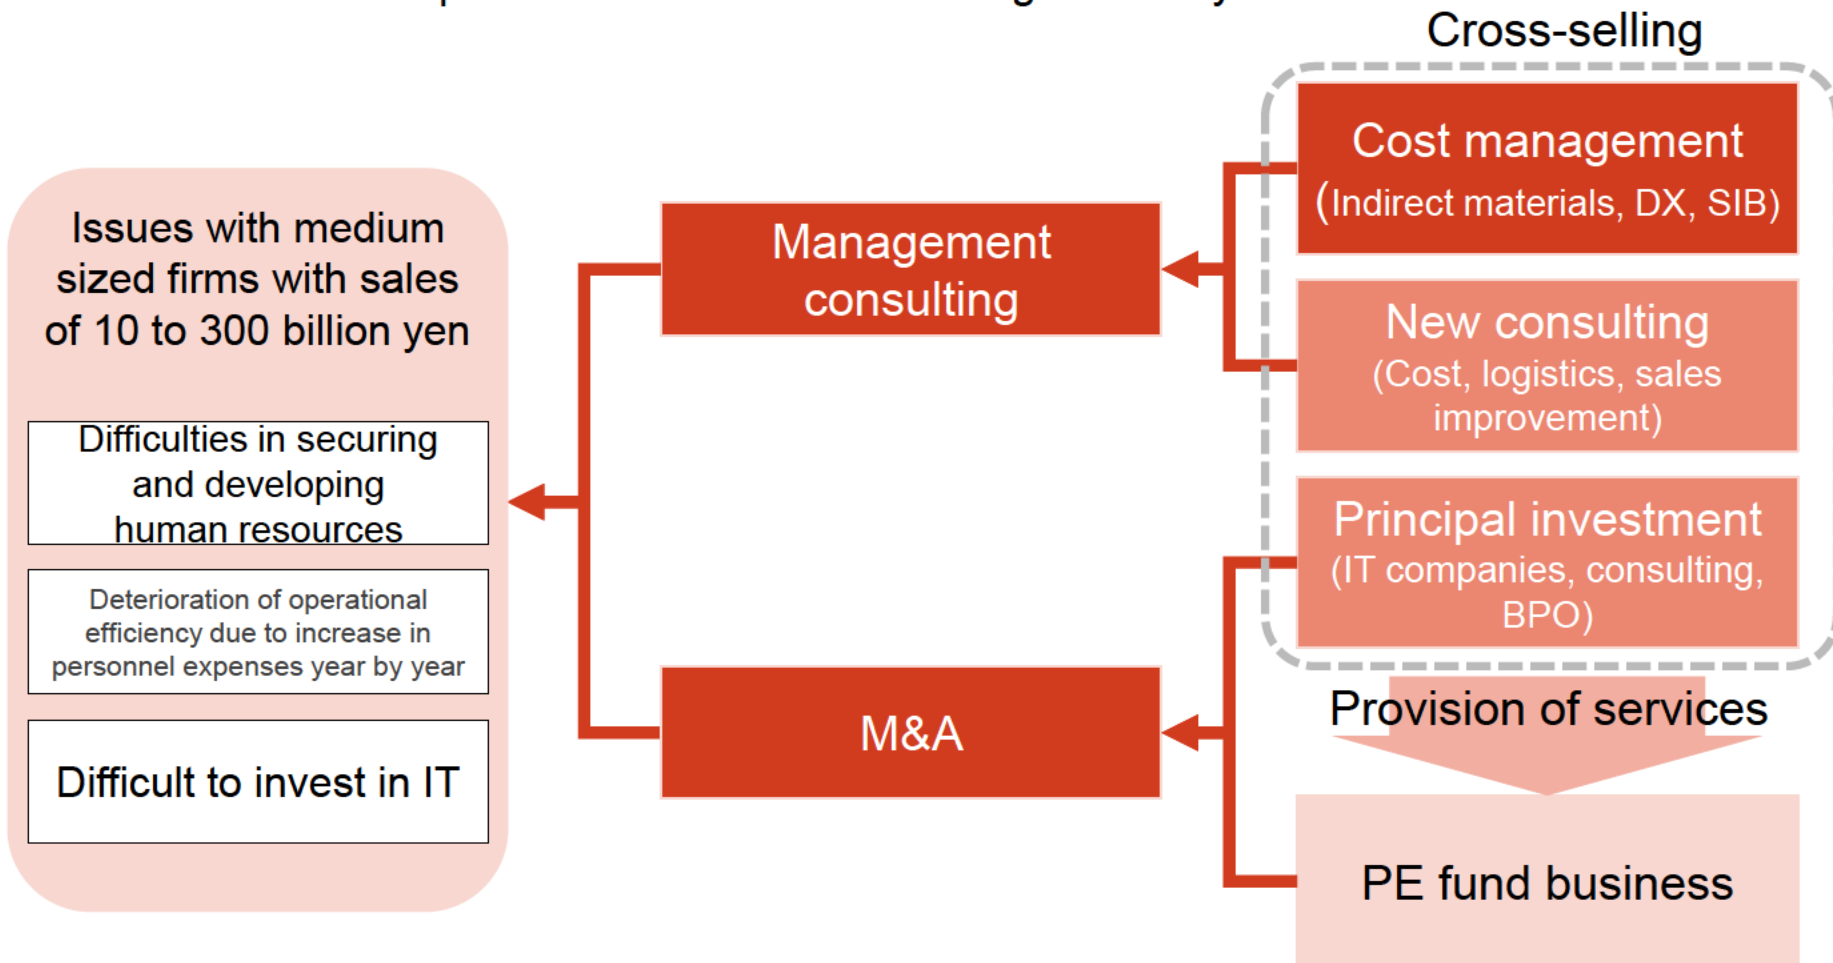 Cross-selling
Issues with medium
sized firms with sales
of 10 to 300 billion yen
Difficulties in securing
and developing
human resources
Deterioration of operational
efficiency due to increase in
personnel expenses year by year
Difficult to invest in IT
Management
consulting
M&A
Cost management
(Indirect materials, DX, SIB)
New consulting
(Cost, logistics, sales
improvement)
Principal investment
(IT companies, consulting,
BPO)
Provision of services
PE fund business